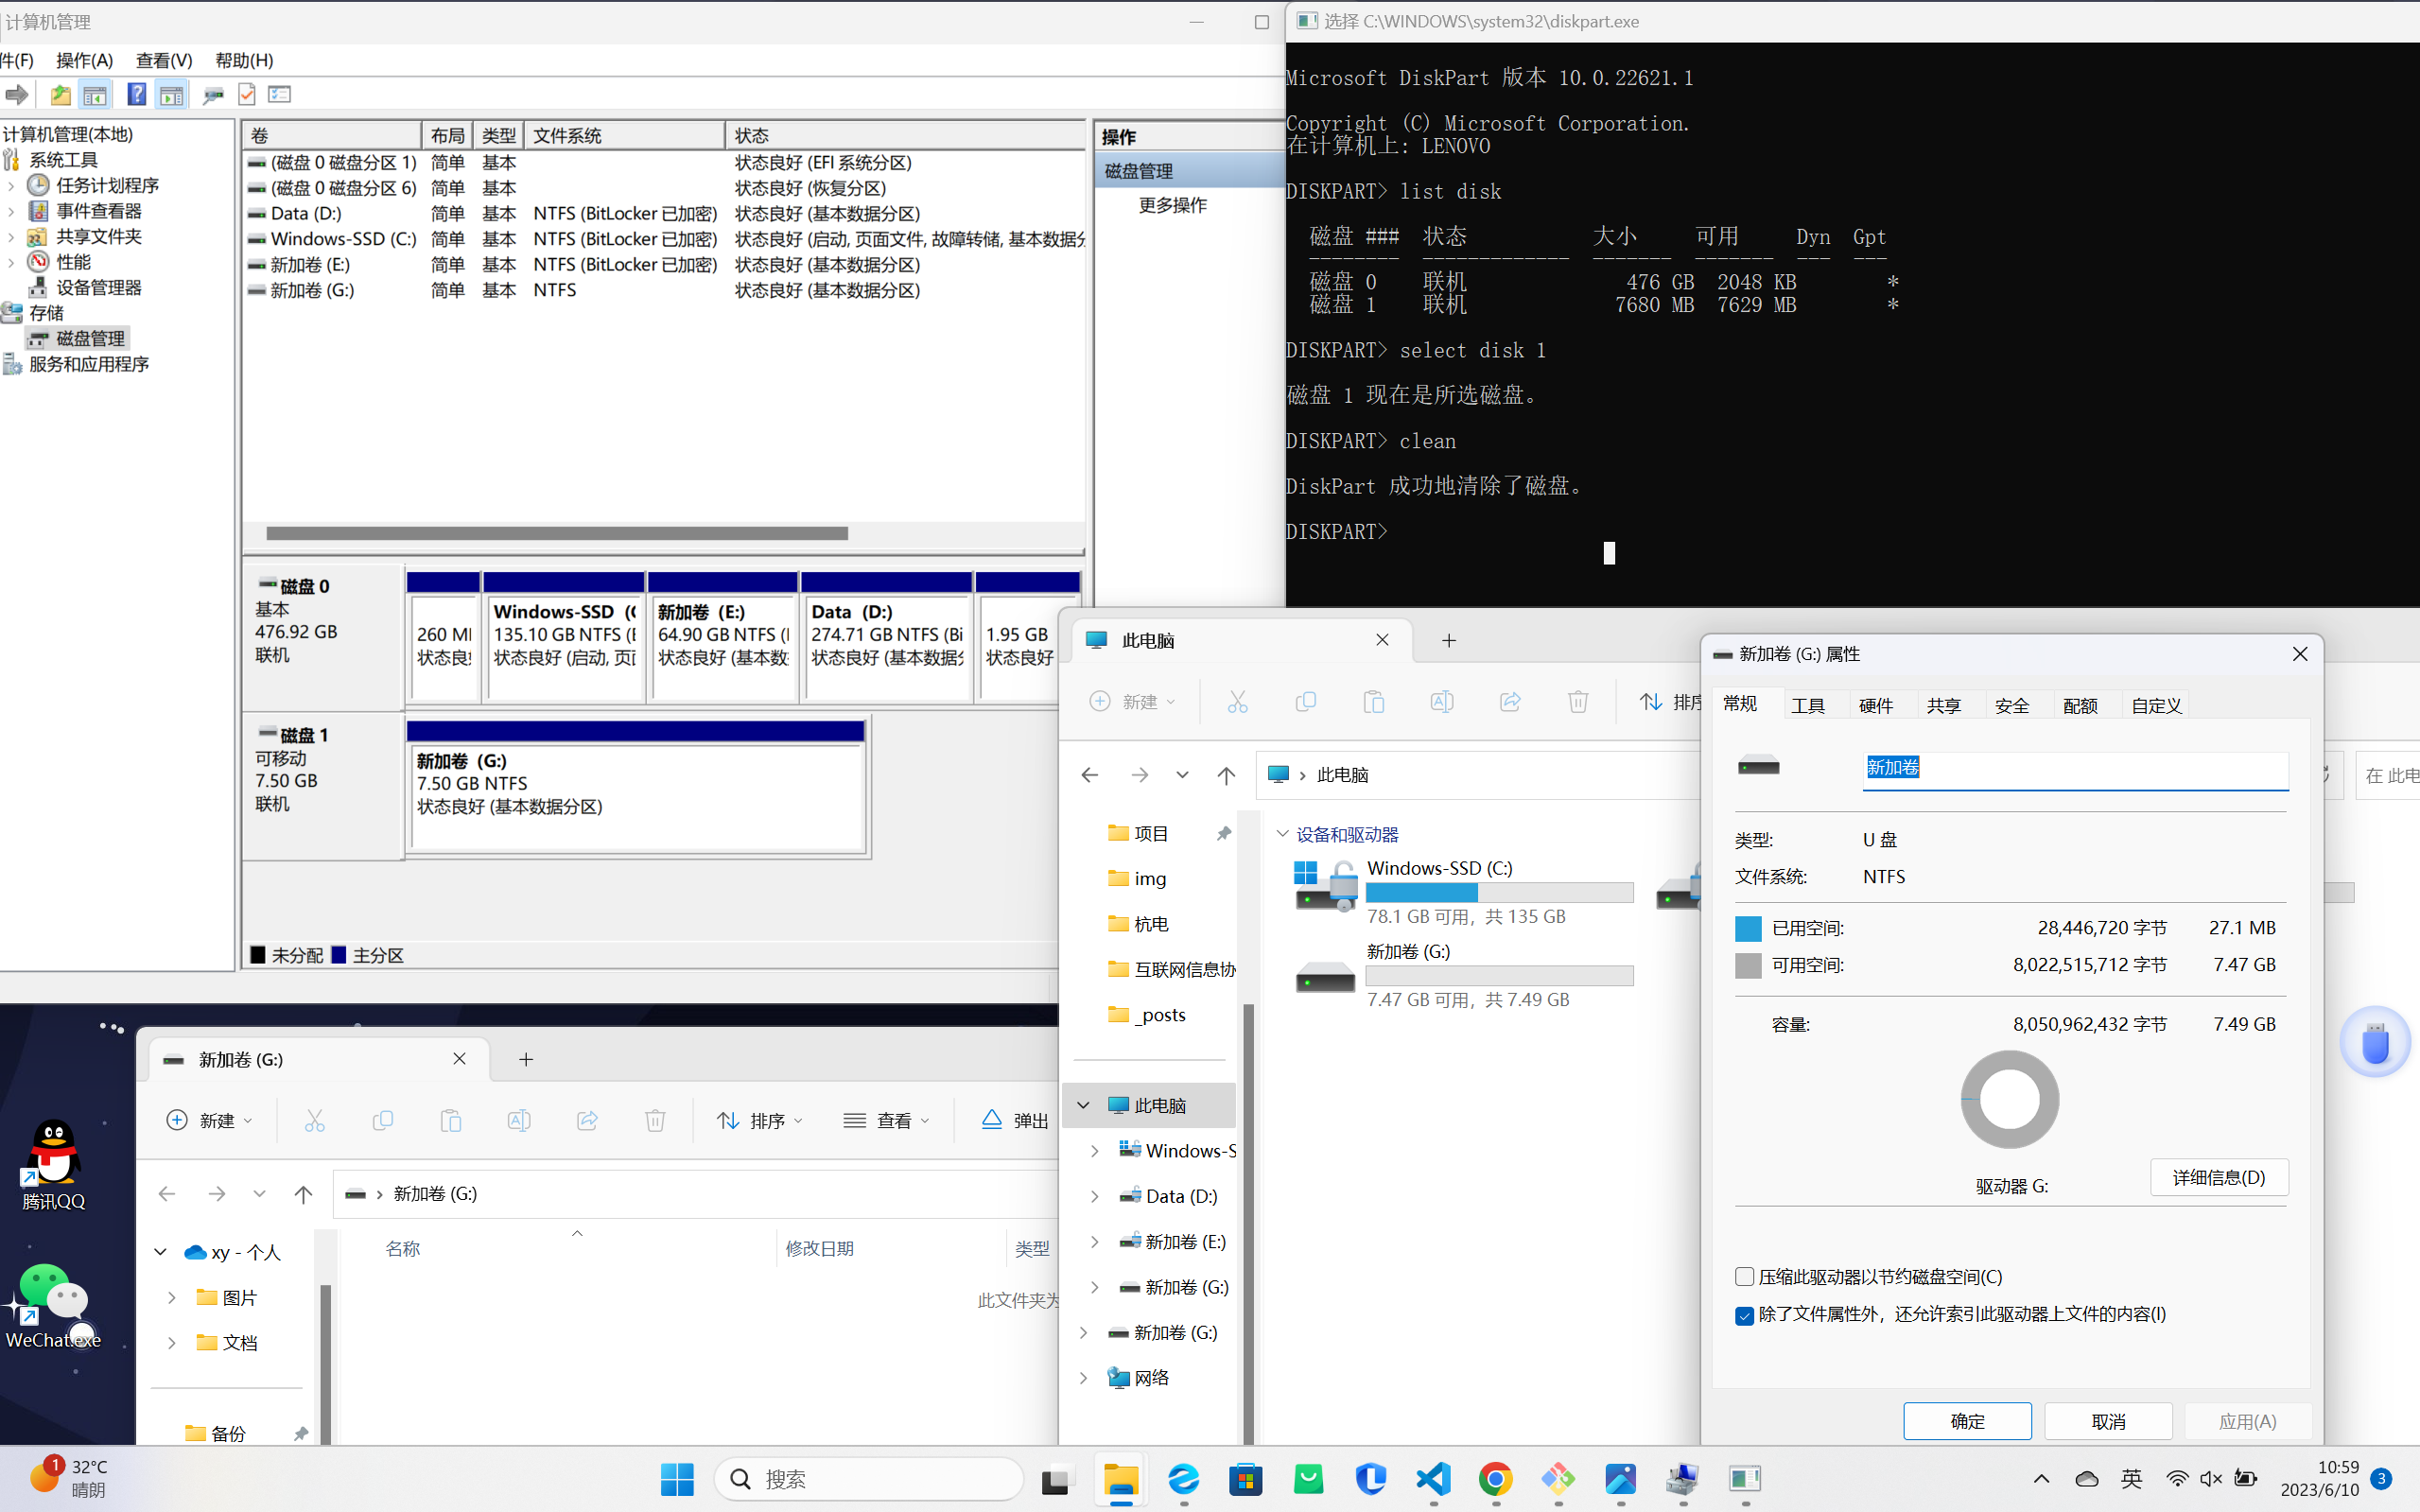 计算机管理
件(F) 操作(A) 查看(V) 帮助(H)
计算机管理(本地)
系统工具
任务计划程序
事件查看器
共享文件夹
性能
设备管理器
存储
磁盘管理
服务和应用程序
卷 布局 类型 文件系统 状态
(磁盘 0 磁盘分区 1) 简单 基本 状态良好 (EFI 系统分区)
(磁盘 0 磁盘分区 6) 简单 基本 状态良好 (恢复分区)
Data (D:) 简单 基本 NTFS (BitLocker 已加密) 状态良好 (基本数据分区)
Windows-SSD (C:) 简单 基本 NTFS (BitLocker 已加密) 状态良好 (启动, 页面文件, 故障转储, 基本数据分
新加卷 (E:) 简单 基本 NTFS (BitLocker 已加密) 状态良好 (基本数据分区)
新加卷 (G:) 简单 基本 NTFS 状态良好 (基本数据分区)
操作
磁盘管理
更多操作
磁盘 0
基本
476.92 GB
联机
260 MI
状态良
Windows-SSD (C
135.10 GB NTFS (E
状态良好 (启动, 页面
新加卷 (E:)
64.90 GB NTFS (I
状态良好 (基本数
Data (D:)
274.71 GB NTFS (Bi
状态良好 (基本数据分
1.95 GB
状态良好
磁盘 1
可移动
7.50 GB
联机
新加卷 (G:)
7.50 GB NTFS
状态良好 (基本数据分区)
未分配 主分区
选择 C:\WINDOWS\system32\diskpart.exe
Microsoft DiskPart 版本 10.0.22621.1
Copyright (C) Microsoft Corporation.
在计算机上: LENOVO
DISKPART> list disk
磁盘 ### 状态 大小 可用 Dyn Gpt
-------- ------------- ------- ------- --- ---
磁盘 0 联机 476 GB 2048 KB *
磁盘 1 联机 7680 MB 7629 MB *
DISKPART> select disk 1
磁盘 1 现在是所选磁盘。
DISKPART> clean
DiskPart 成功地清除了磁盘。
DISKPART>
此电脑
新建 排序
此电脑
在 此电
项目
img
杭电
互联网信息协
_posts
此电脑
Windows-S
Data (D:)
新加卷 (E:)
新加卷 (G:)
新加卷 (G:)
网络
设备和驱动器
Windows-SSD (C:)
78.1 GB 可用，共 135 GB
新加卷 (G:)
7.47 GB 可用，共 7.49 GB
新加卷 (G:) 属性
常规 工具 硬件 共享 安全 配额 自定义
新加卷
类型: U 盘
文件系统: NTFS
已用空间: 28,446,720 字节 27.1 MB
可用空间: 8,022,515,712 字节 7.47 GB
容量: 8,050,962,432 字节 7.49 GB
驱动器 G:
详细信息(D)
压缩此驱动器以节约磁盘空间(C)
除了文件属性外，还允许索引此驱动器上文件的内容(I)
确定 取消 应用(A)
新加卷 (G:)
新建 排序 查看 弹出
新加卷 (G:)
xy - 个人
图片
文档
备份
名称 修改日期 类型
此文件夹为
腾讯QQ
WeChat.exe
1
32°C
晴朗
搜索
英
10:59
2023/6/10
3